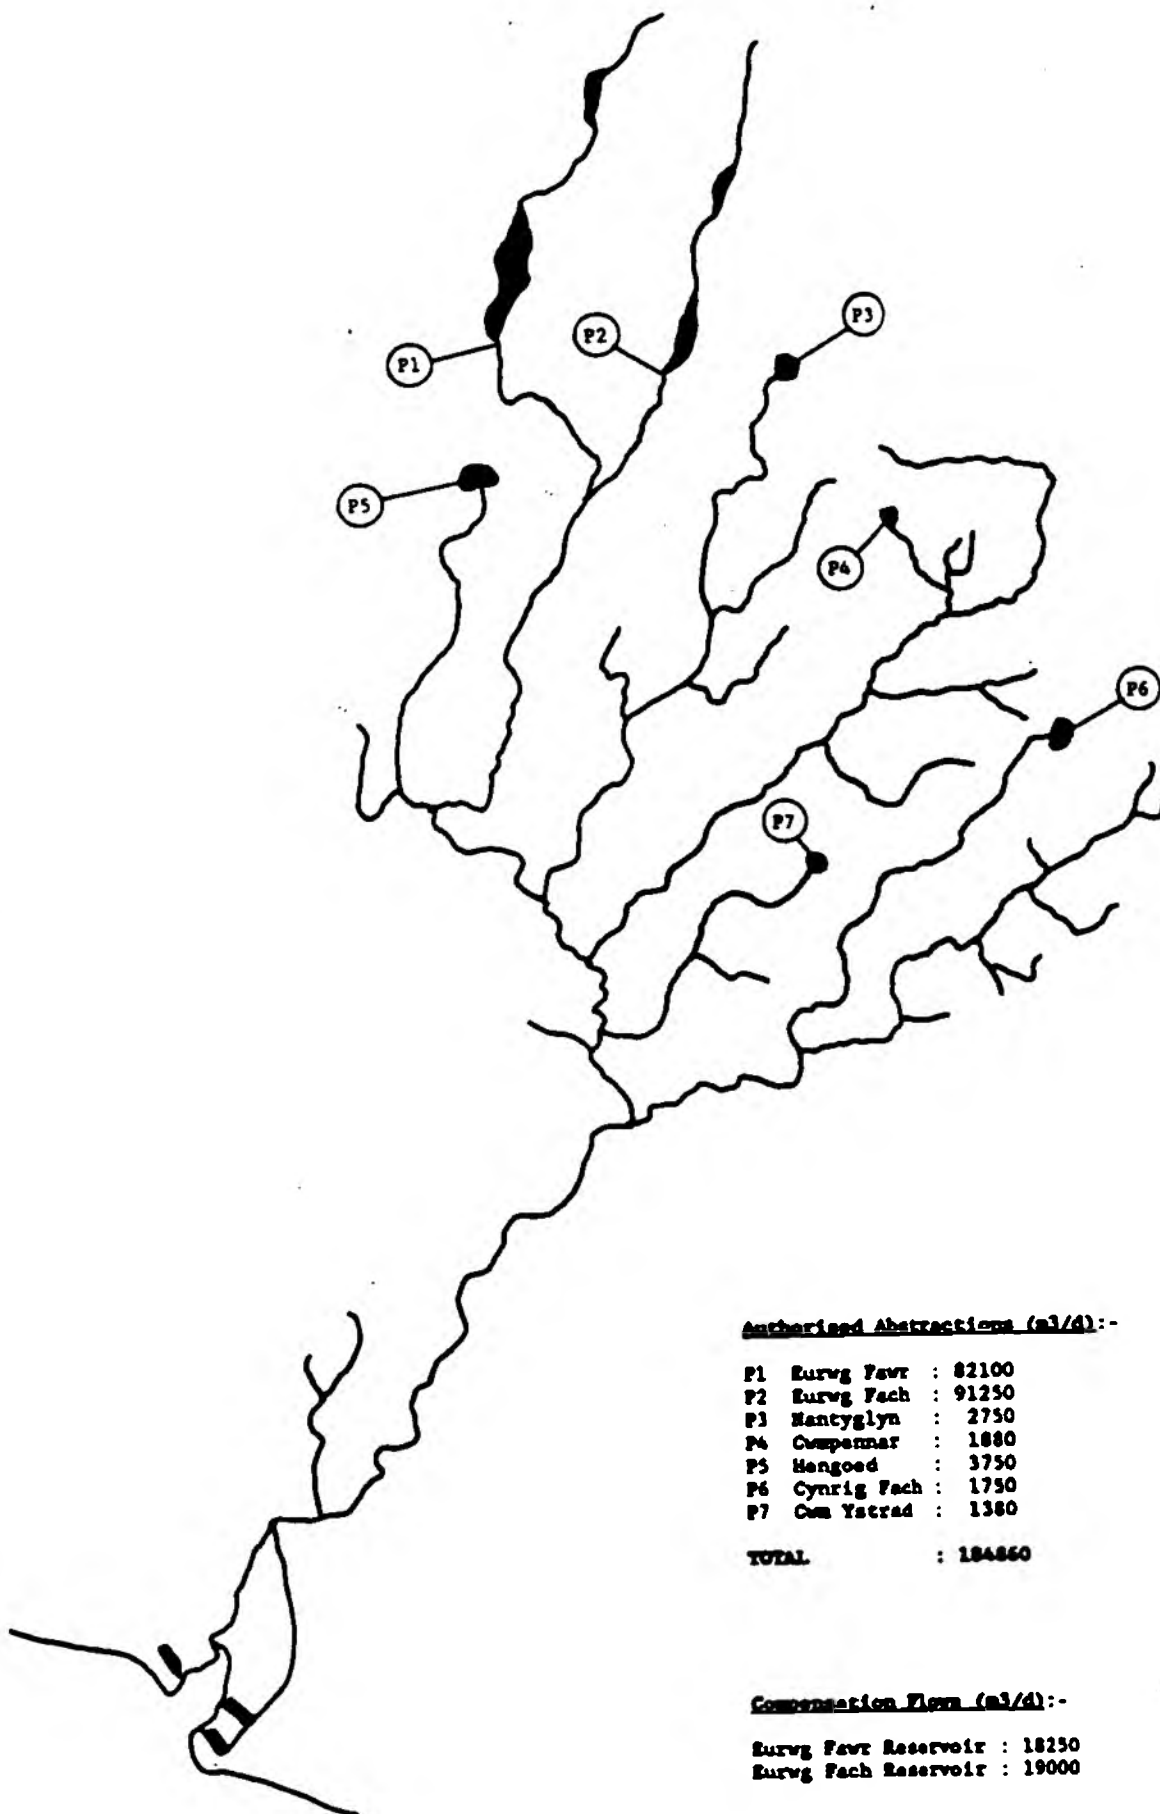 P3
P2
P1
P5
P4
P6
P7
Authorised Abstractions (m3/d):-
P1 Eurwg Fawr : 82100
P2 Eurwg Fach : 91250
P3 Nantyglyn : 2750
P4 Cwmpennar : 1880
P5 Hengoed : 3750
P6 Cynrig Fach : 1750
P7 Cwm Ystrad : 1380
TOTAL : 184860
Compensation Flows (m3/d):-
Eurwg Fawr Reservoir : 18250
Eurwg Fach Reservoir : 19000